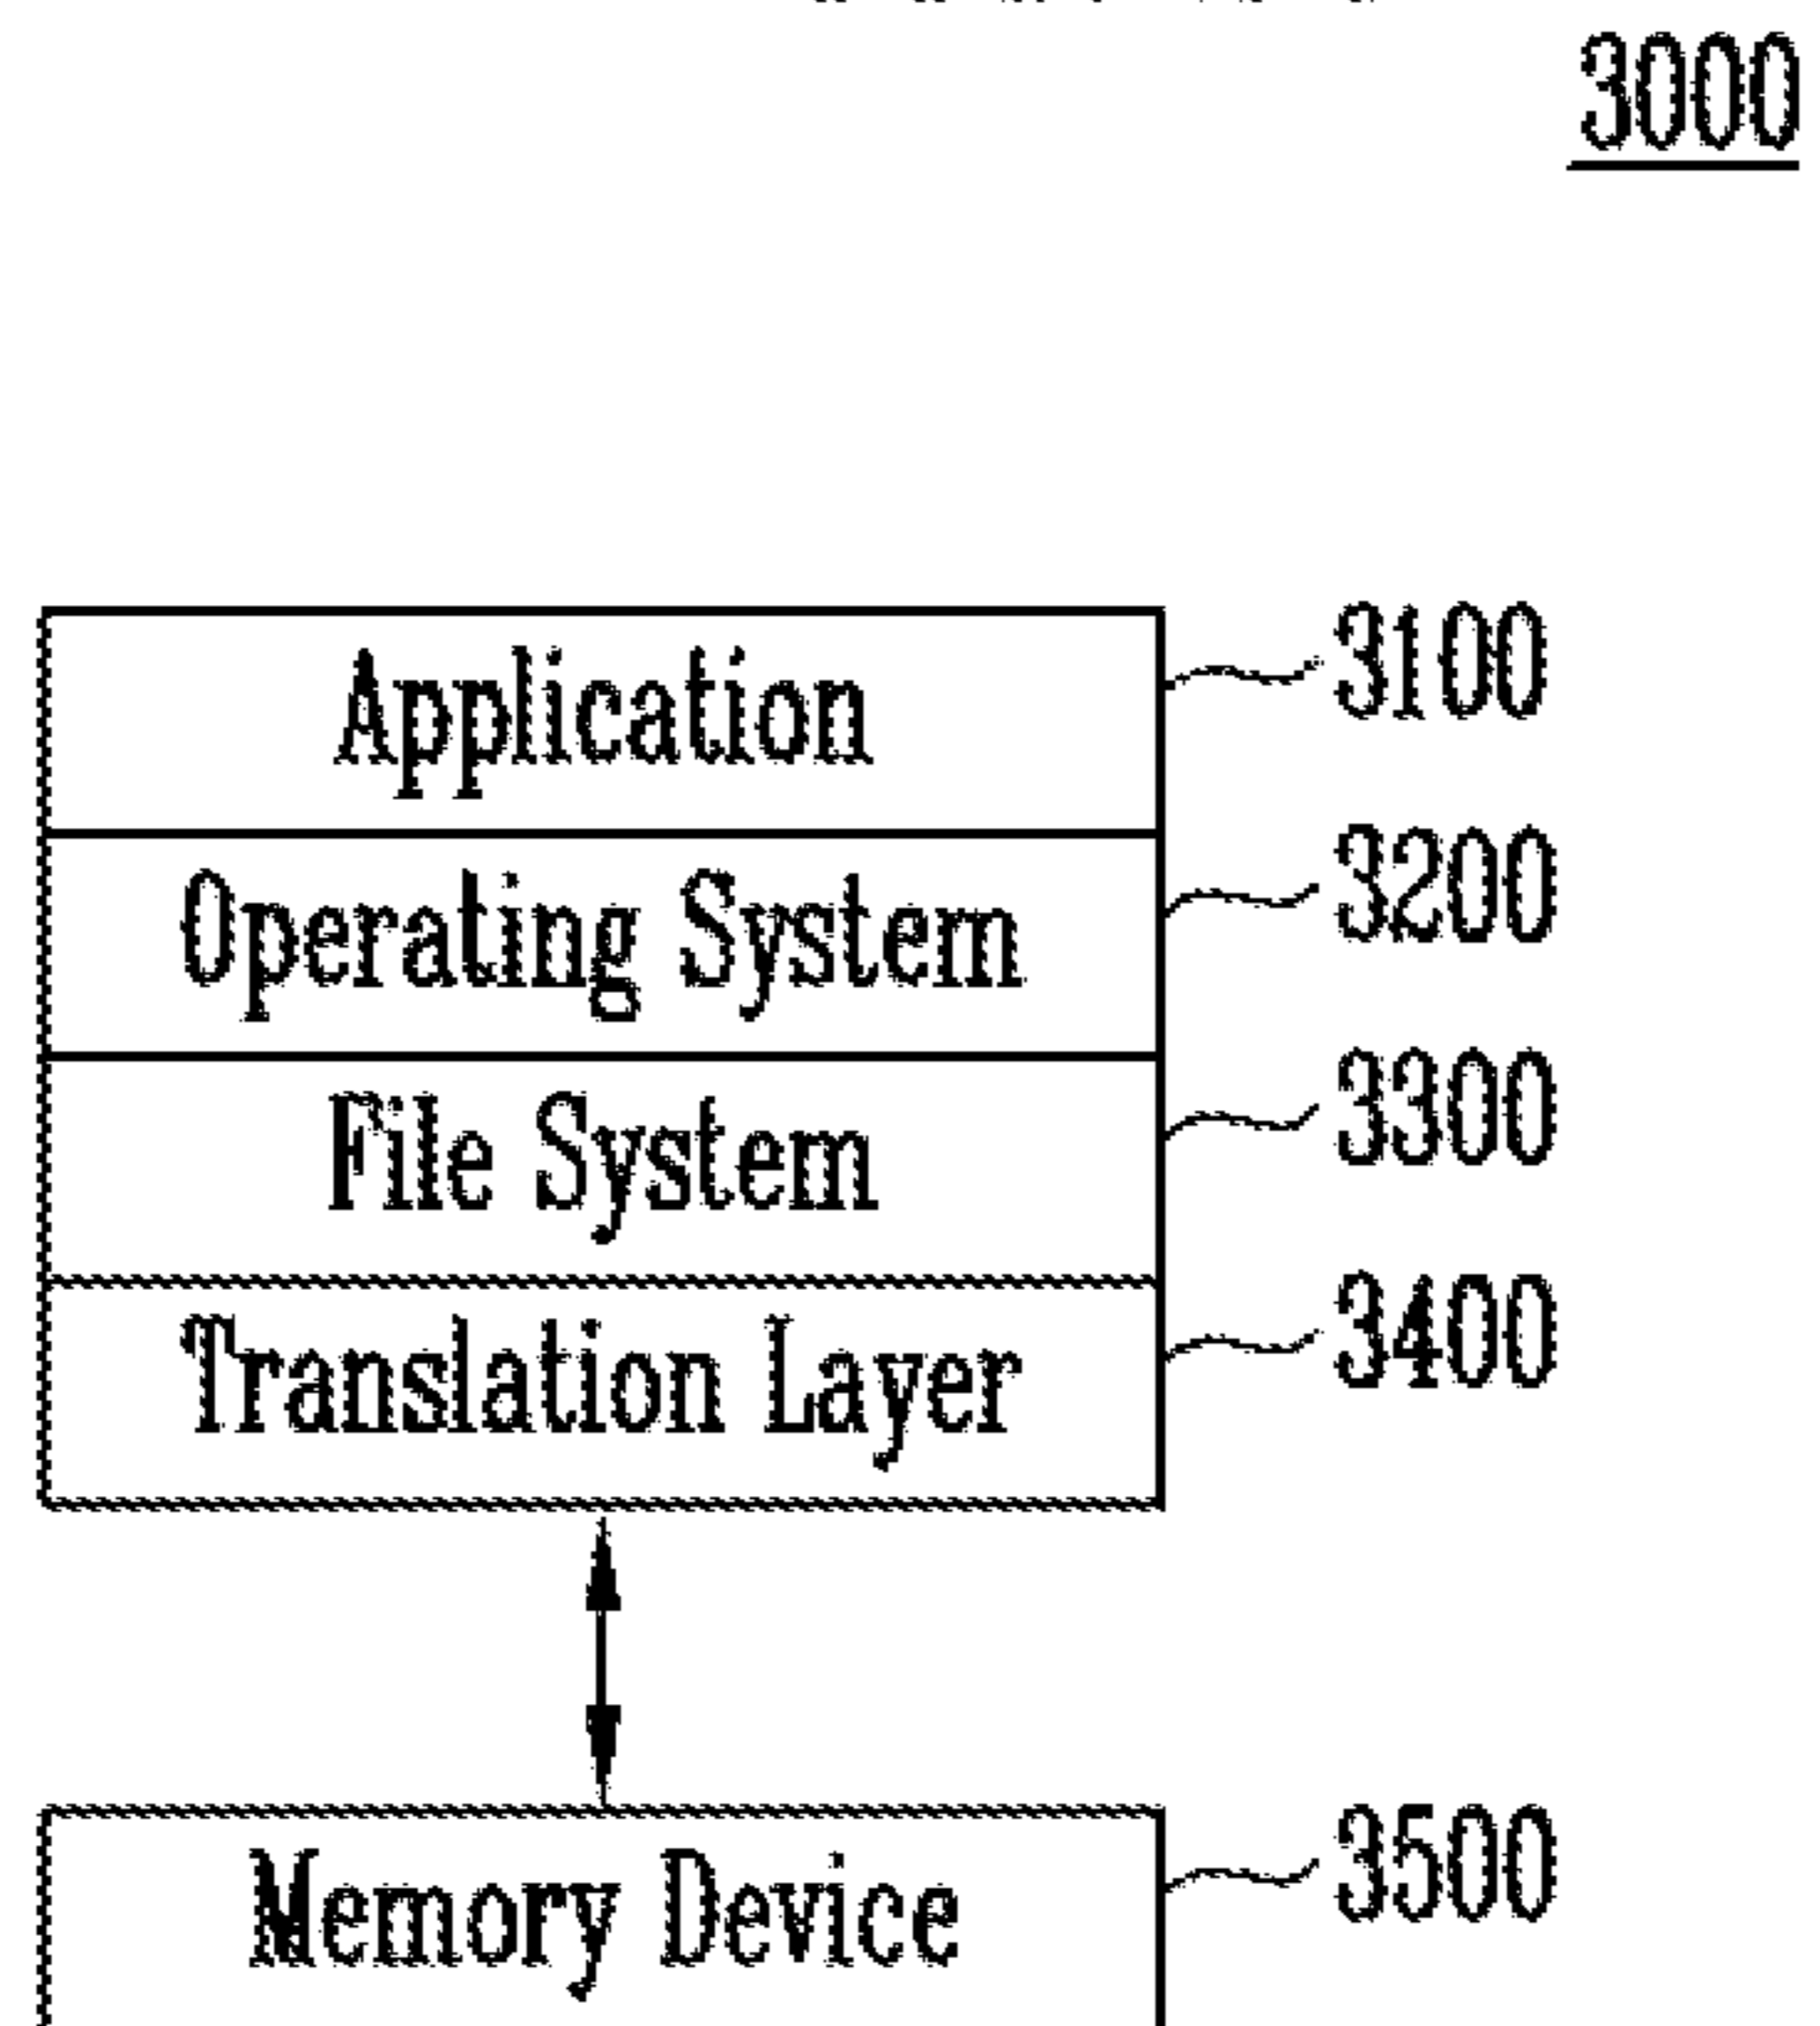 3000
Application 3100
Operating System 3200
File System 3300
Translation Layer 3400
Memory Device 3500